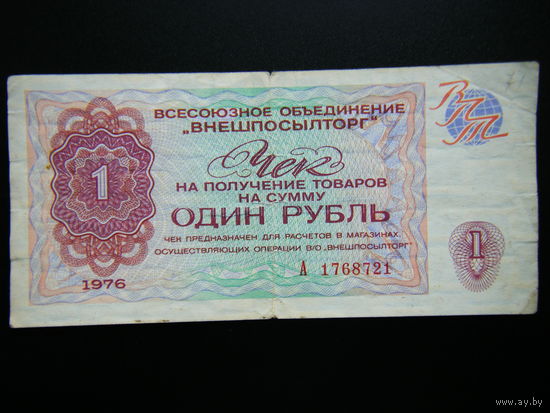 ВСЕСОЮЗНОЕ ОБЪЕДИНЕНИЕ
„ВНЕШПОСЫЛТОРГ"
ВПТ
Чек
НА ПОЛУЧЕНИЕ ТОВАРОВ
НА СУММУ
ОДИН РУБЛЬ
ЧЕК ПРЕДНАЗНАЧЕН ДЛЯ РАСЧЕТОВ В МАГАЗИНАХ,
ОСУЩЕСТВЛЯЮЩИХ ОПЕРАЦИИ В/О „ВНЕШПОСЫЛТОРГ"
1
1
1976
А 1768721
www.ay.by